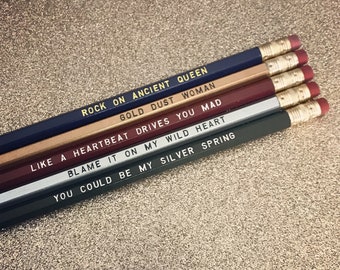 ROCK ON ANCIENT QUEEN
GOLD DUST WOMAN
LIKE A HEARTBEAT DRIVES YOU MAD
BLAME IT ON MY WILD HEART
YOU COULD BE MY SILVER SPRING